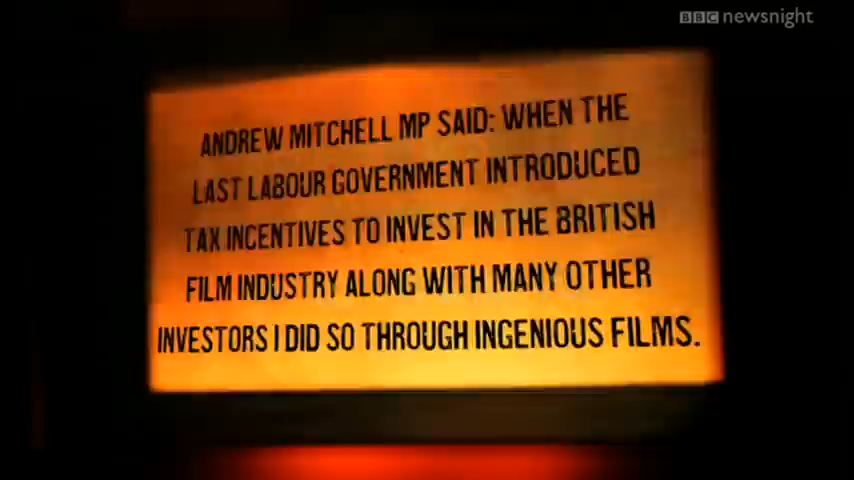 BBC newsnight
ANDREW MITCHELL MP SAID: WHEN THE
LAST LABOUR GOVERNMENT INTRODUCED
TAX INCENTIVES TO INVEST IN THE BRITISH
FILM INDUSTRY ALONG WITH MANY OTHER
INVESTORS I DID SO THROUGH INGENIOUS FILMS.